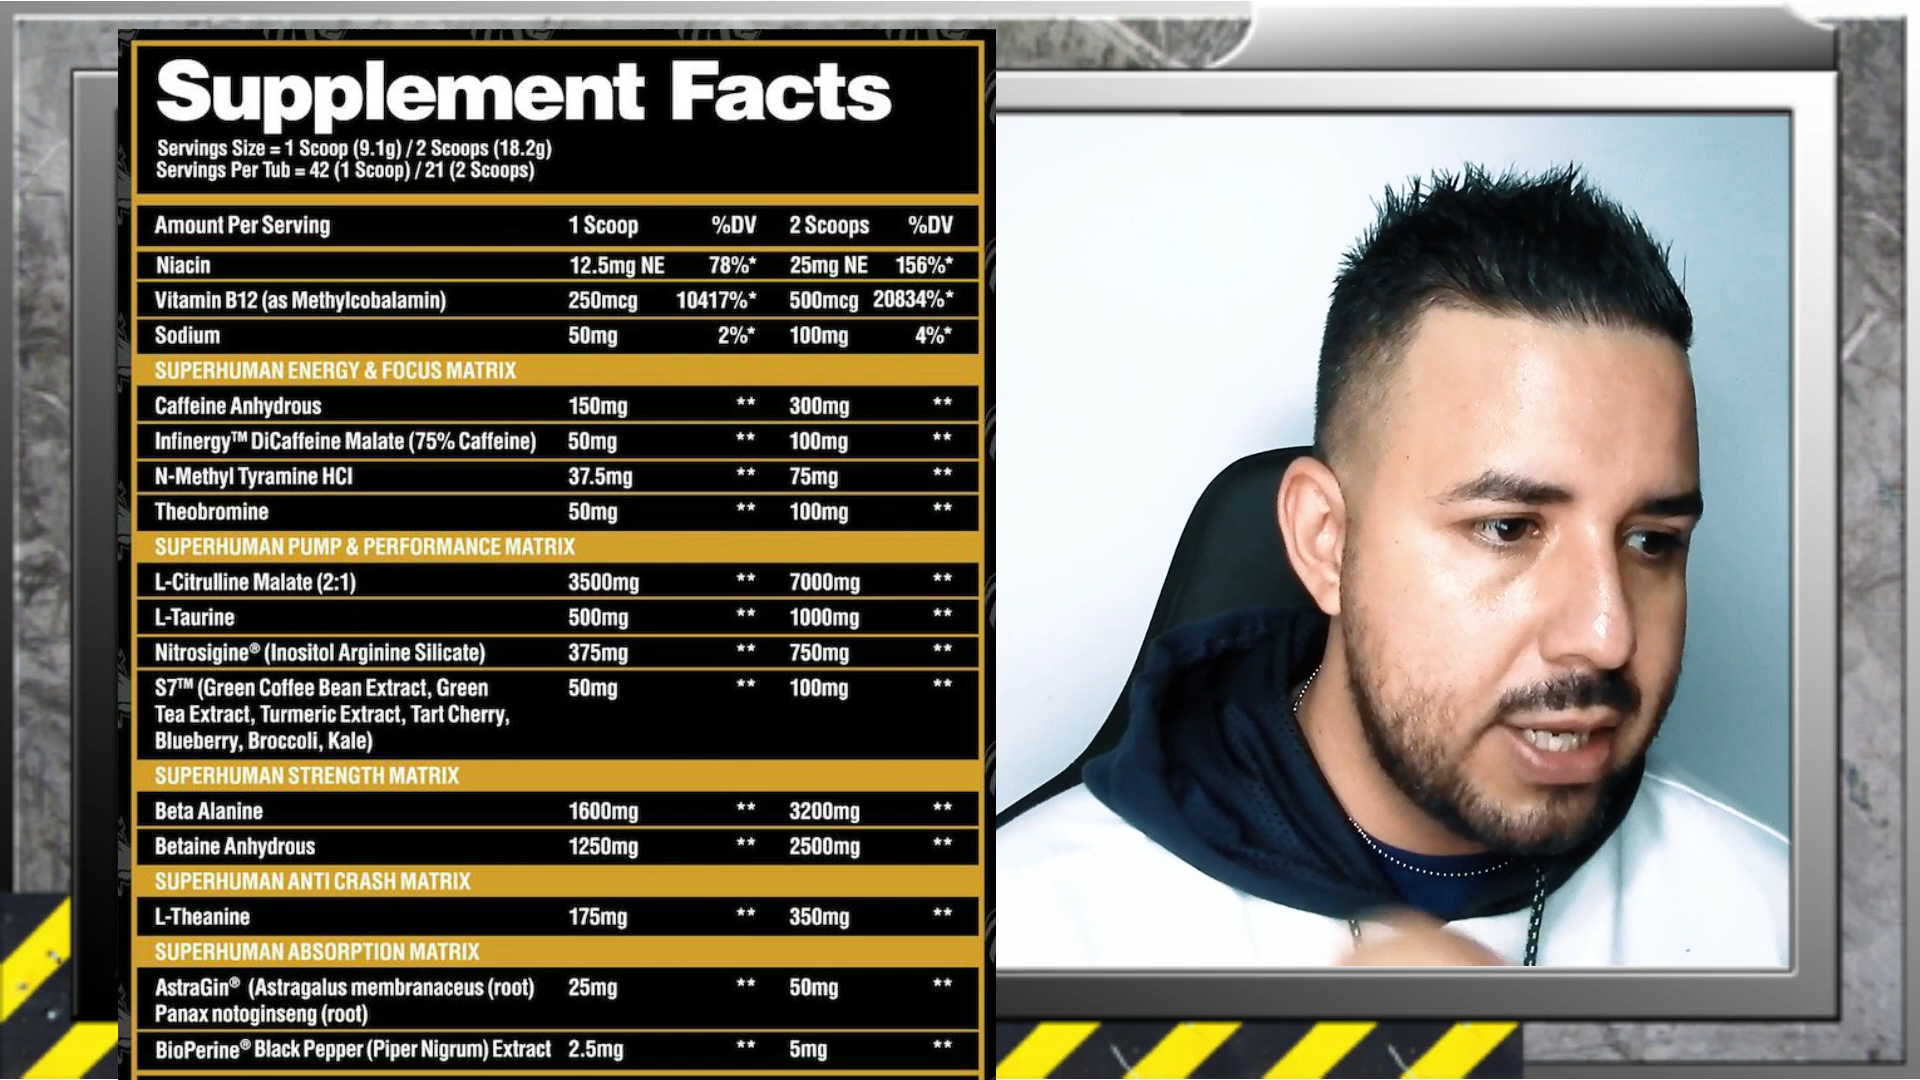 Supplement Facts
Servings Size = 1 Scoop (9.1g) / 2 Scoops (18.2g)
Servings Per Tub = 42 (1 Scoop) / 21 (2 Scoops)
Amount Per Serving 1 Scoop %DV 2 Scoops %DV
Niacin 12.5mg NE 78%* 25mg NE 156%*
Vitamin B12 (as Methylcobalamin) 250mcg 10417%* 500mcg 20834%*
Sodium 50mg 2%* 100mg 4%*
SUPERHUMAN ENERGY & FOCUS MATRIX
Caffeine Anhydrous 150mg ** 300mg **
Infinergy™ DiCaffeine Malate (75% Caffeine) 50mg ** 100mg **
N-Methyl Tyramine HCI 37.5mg ** 75mg **
Theobromine 50mg ** 100mg **
SUPERHUMAN PUMP & PERFORMANCE MATRIX
L-Citrulline Malate (2:1) 3500mg ** 7000mg **
L-Taurine 500mg ** 1000mg **
Nitrosigine® (Inositol Arginine Silicate) 375mg ** 750mg **
S7™ (Green Coffee Bean Extract, Green 50mg ** 100mg **
Tea Extract, Turmeric Extract, Tart Cherry,
Blueberry, Broccoli, Kale)
SUPERHUMAN STRENGTH MATRIX
Beta Alanine 1600mg ** 3200mg **
Betaine Anhydrous 1250mg ** 2500mg **
SUPERHUMAN ANTI CRASH MATRIX
L-Theanine 175mg ** 350mg **
SUPERHUMAN ABSORPTION MATRIX
AstraGin® (Astragalus membranaceus (root) 25mg ** 50mg **
Panax notoginseng (root)
BioPerine® Black Pepper (Piper Nigrum) Extract 2.5mg ** 5mg **